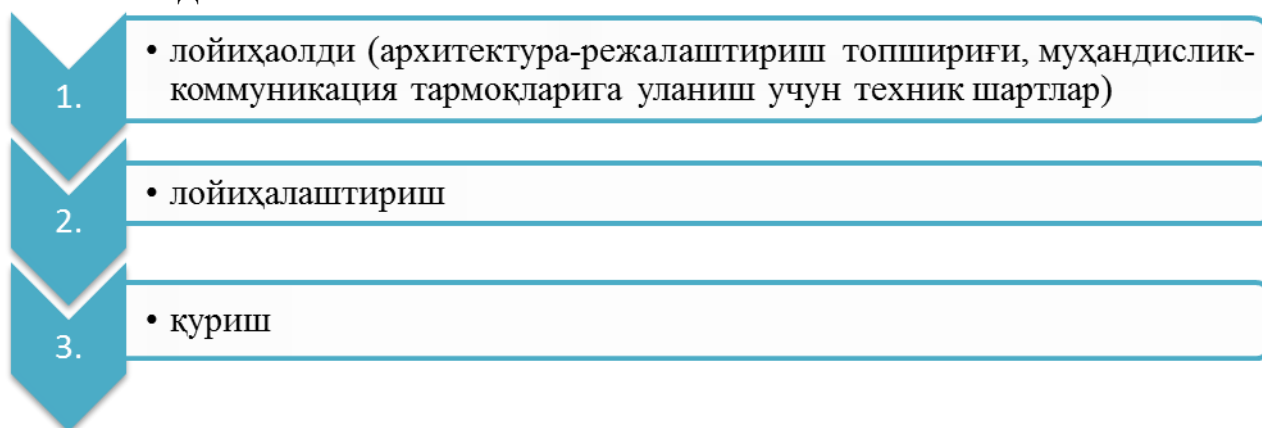 1.
• лойиҳаолди (архитектура-режалаштириш топшириғи, муҳандислик-
коммуникация тармоқларига уланиш учун техник шартлар)
2.
• лойиҳалаштириш
3.
• қуриш